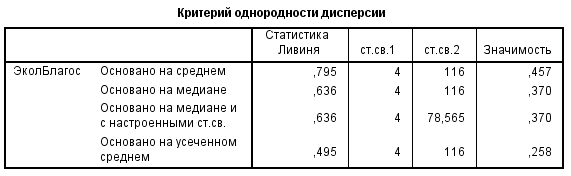 Критерий однородности дисперсии
Статистика Ливиня ст.св.1 ст.св.2 Значимость
ЭколБлагос Основано на среднем ,795 4 116 ,457
Основано на медиане ,636 4 116 ,370
Основано на медиане и с настроенными ст.св. ,636 4 78,565 ,370
Основано на усеченном среднем ,495 4 116 ,258